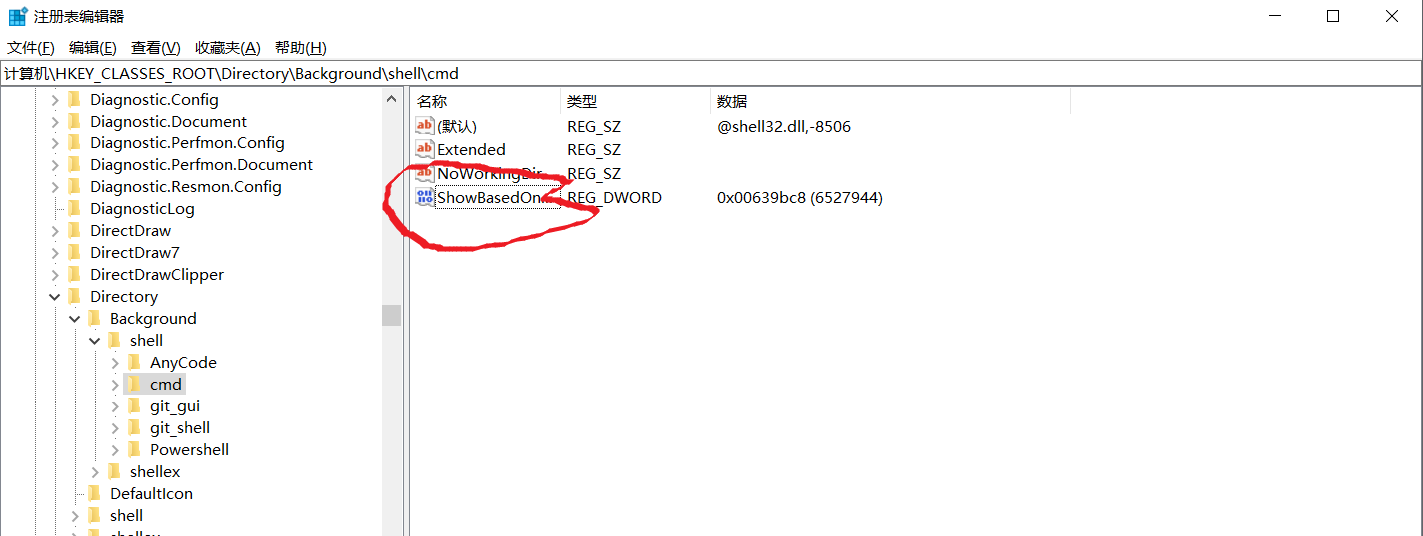 注册表编辑器
文件(F) 编辑(E) 查看(V) 收藏夹(A) 帮助(H)
计算机\HKEY_CLASSES_ROOT\Directory\Background\shell\cmd
Diagnostic.Config
Diagnostic.Document
Diagnostic.Perfmon.Config
Diagnostic.Perfmon.Document
Diagnostic.Resmon.Config
DiagnosticLog
DirectDraw
DirectDraw7
DirectDrawClipper
Directory
Background
shell
AnyCode
cmd
git_gui
git_shell
Powershell
shellex
DefaultIcon
shell
shellex
名称 类型 数据
(默认) REG_SZ @shell32.dll,-8506
Extended REG_SZ
NoWorkingDir... REG_SZ
ShowBasedOn... REG_DWORD 0x00639bc8 (6527944)